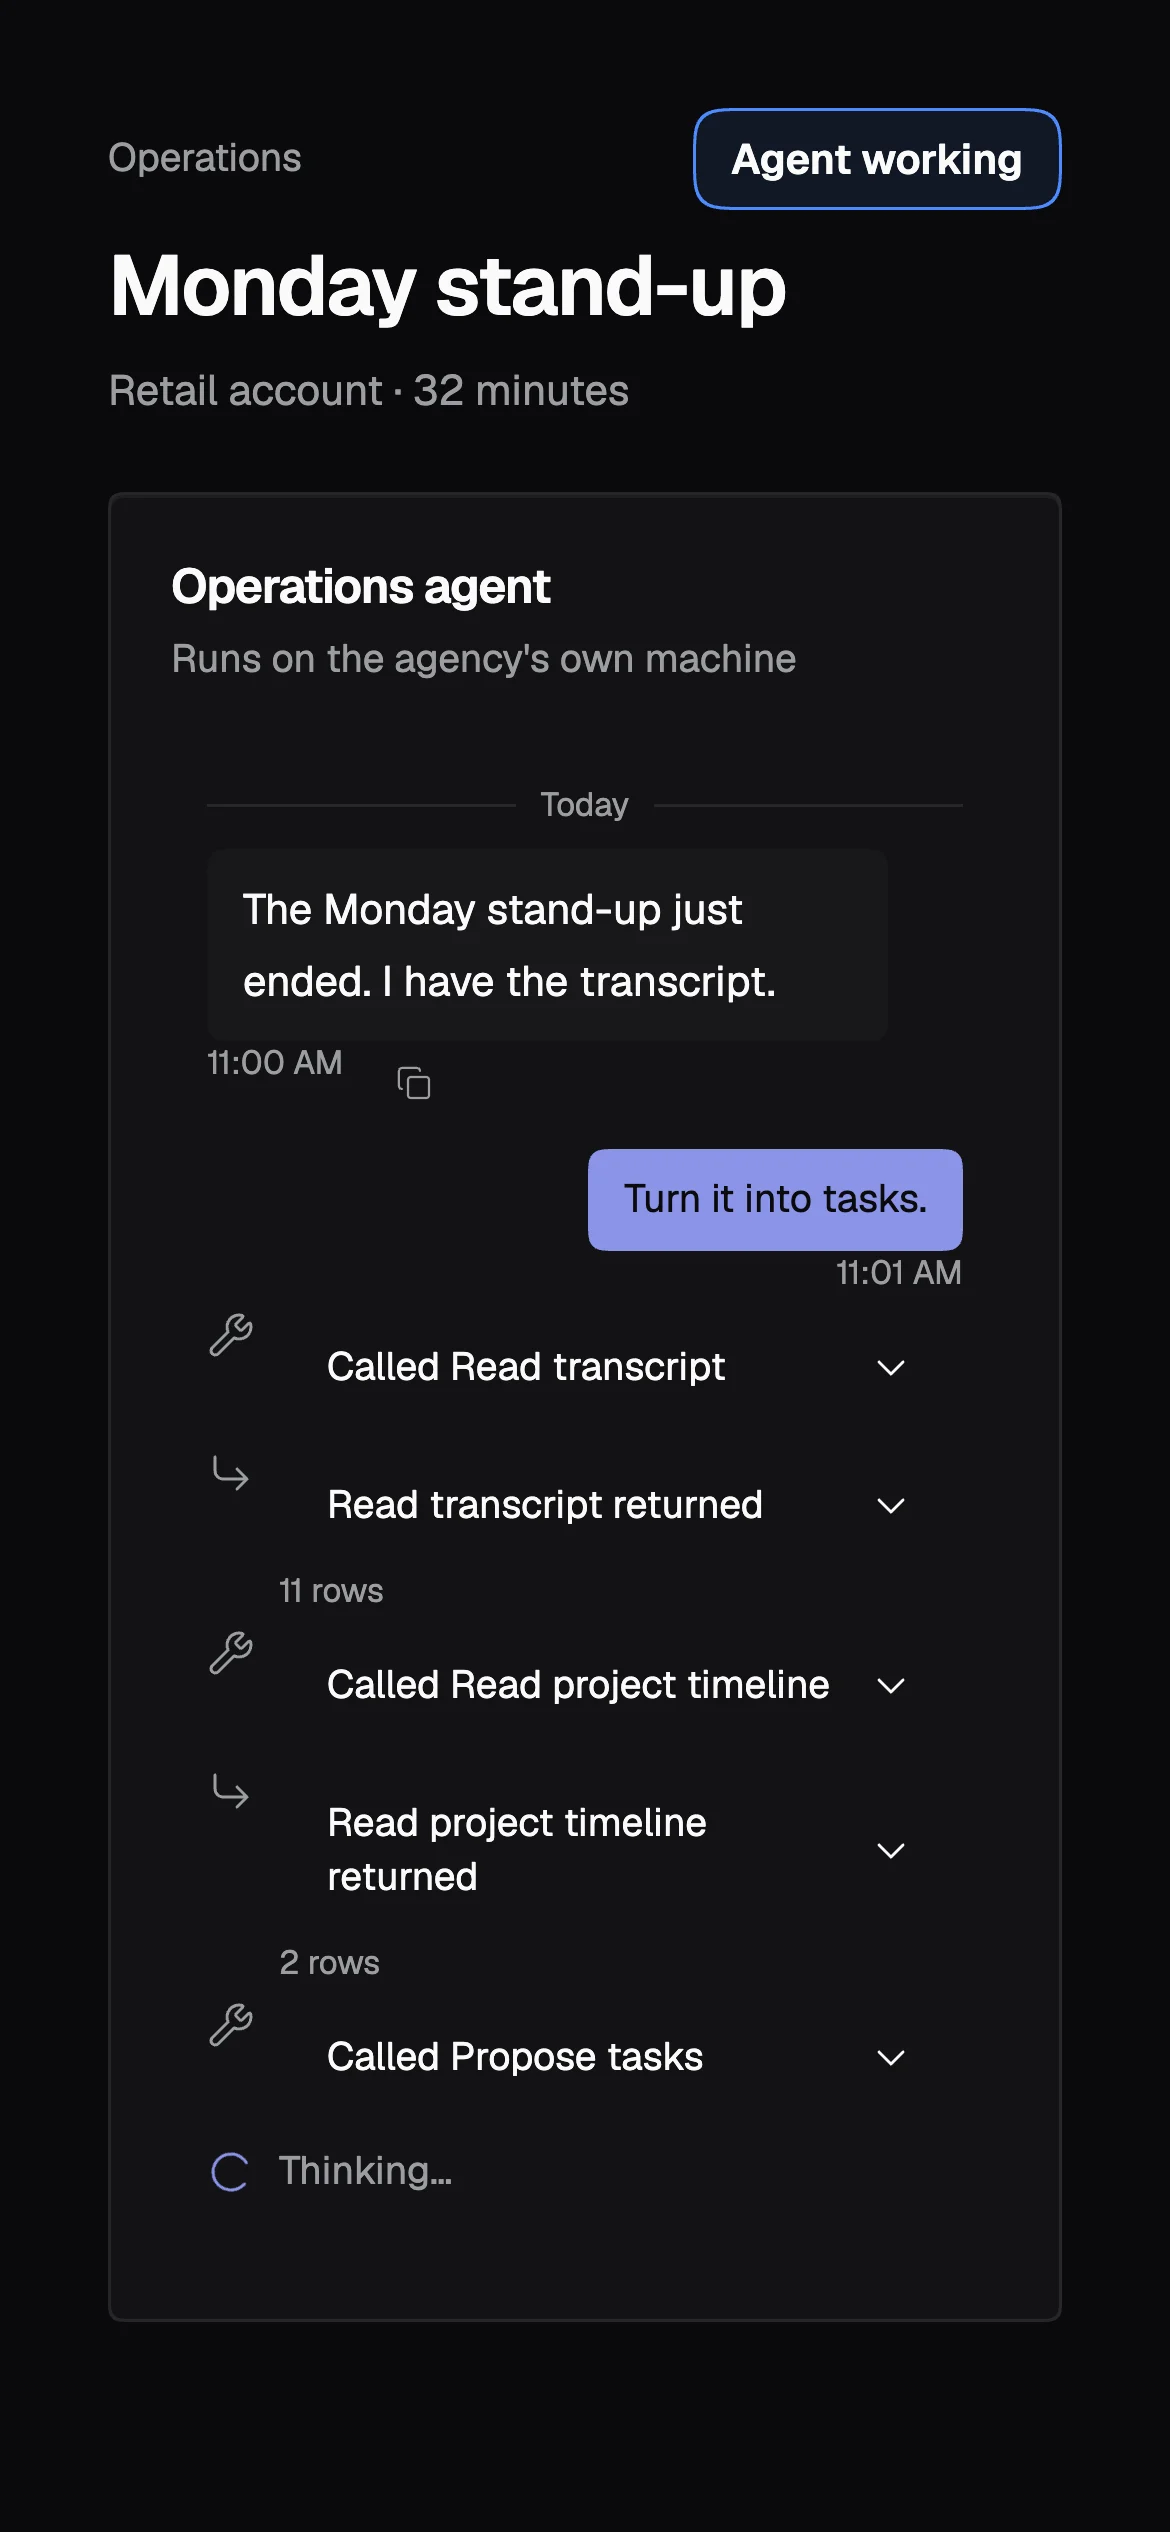 Operations
Agent working
Monday stand-up
Retail account · 32 minutes
Operations agent
Runs on the agency's own machine
Today
The Monday stand-up just
ended. I have the transcript.
11:00 AM
Turn it into tasks.
11:01 AM
Called Read transcript
Read transcript returned
11 rows
Called Read project timeline
Read project timeline
returned
2 rows
Called Propose tasks
Thinking...